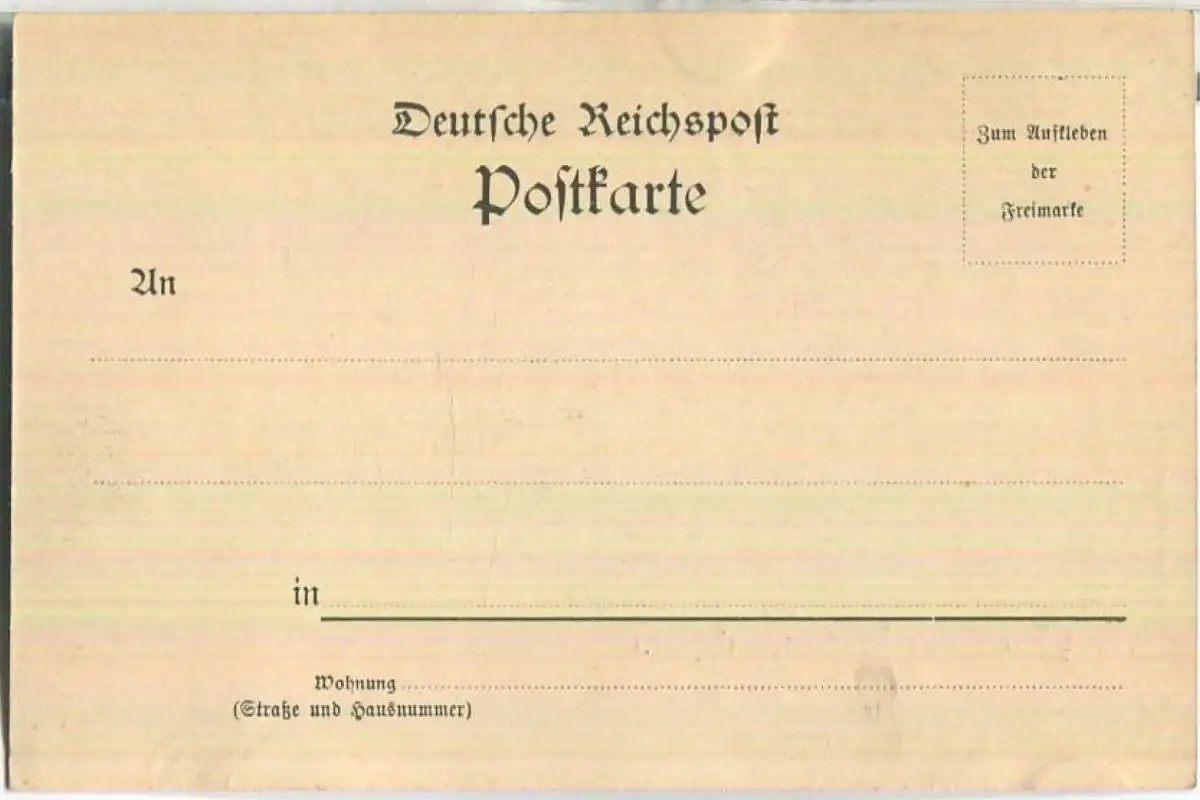 Deutsche Reichspost
Postkarte
Zum Aufkleben
der
Freimarke
An
in
Wohnung
(Straße und Hausnummer)